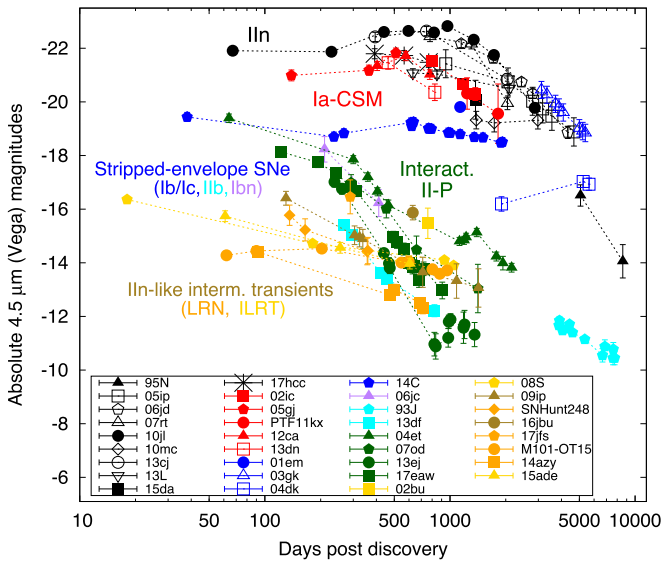 Absolute 4.5 μm (Vega) magnitudes
-22
-20
-18
-16
-14
-12
-10
-8
-6
IIn
Ia-CSM
Stripped-envelope SNe
(Ib/Ic, IIb, Ibn)
Interact.
II-P
IIn-like interm. transients
(LRN, ILRT)
95N 17hcc 14C 08S
05ip 02ic 06jc 09ip
06jd 05gj 93J SNHunt248
07rt PTF11kx 13df 16jbu
10jl 12ca 04et 17jfs
10mc 13dn 07od M101-OT15
13cj 01em 13ej 14azy
13L 03gk 17eaw 15ade
15da 04dk 02bu
10 50 100 500 1000 5000 10000
Days post discovery